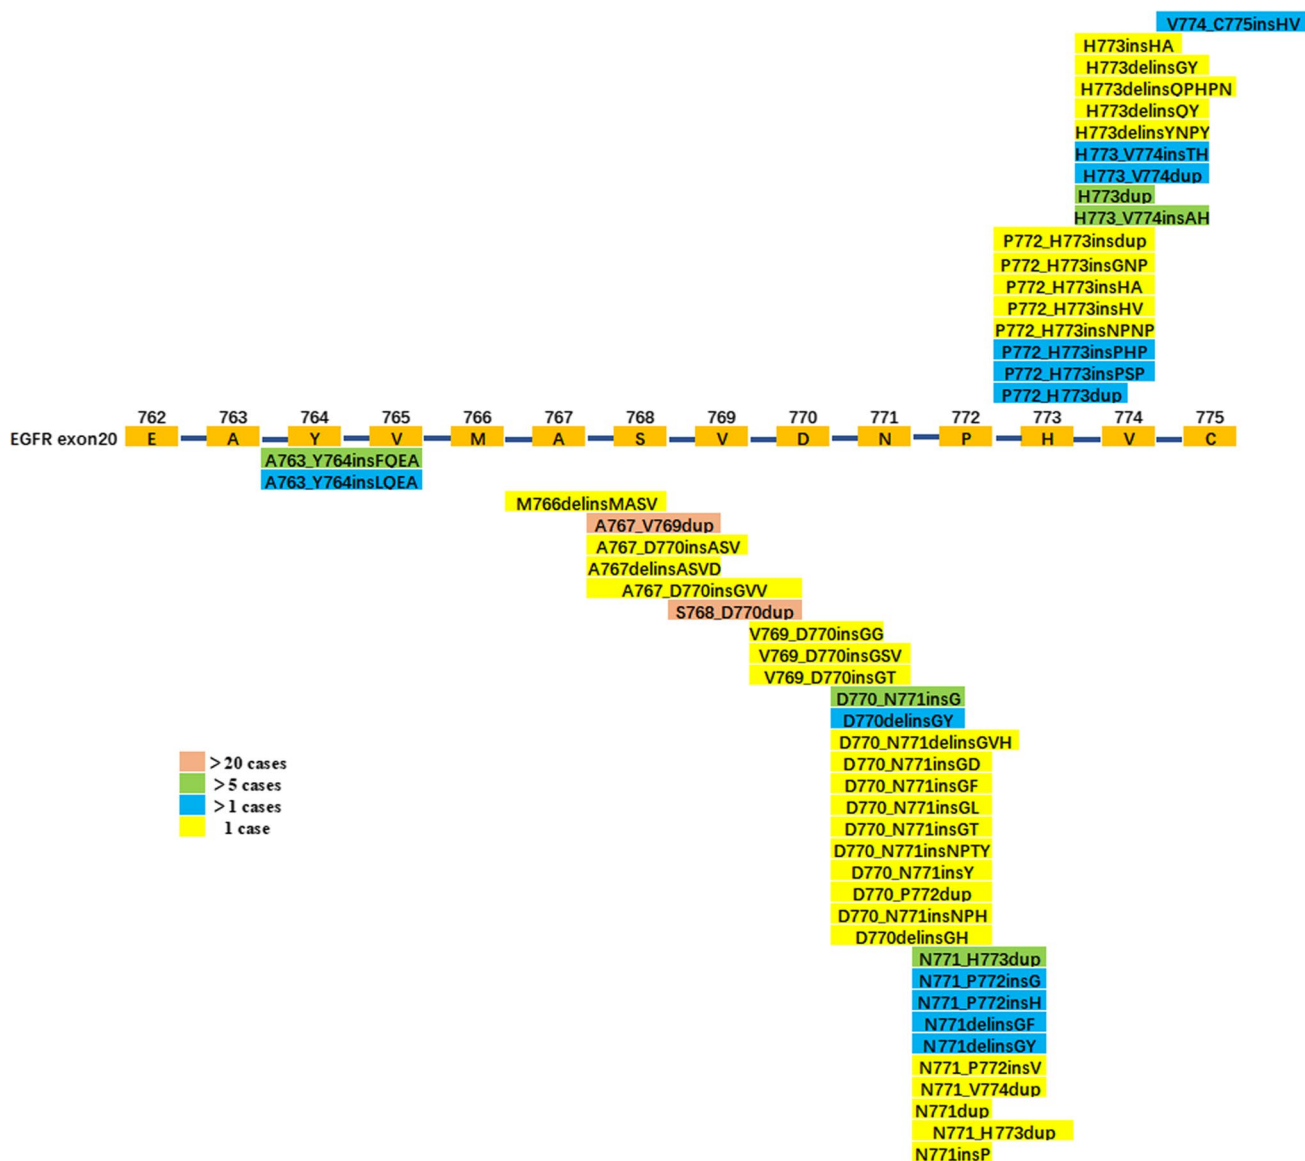 V774_C775insHV
H773insHA
H773delinsGY
H773delinsQPHPN
H773delinsQY
H773delinsYNPY
H773_V774insTH
H773_V774dup
H773dup
H773_V774insAH
P772_H773insdup
P772_H773insGNP
P772_H773insHA
P772_H773insHV
P772_H773insNPNP
P772_H773insPHP
P772_H773insPSP
P772_H773dup
762 763 764 765 766 767 768 769 770 771 772 773 774 775
EGFR exon20 E A Y V M A S V D N P H V C
A763_Y764insFQEA
A763_Y764insLQEA
M766delinsMASV
A767_V769dup
A767_D770insASV
A767delinsASVD
A767_D770insGVV
S768_D770dup
V769_D770insGG
V769_D770insGSV
V769_D770insGT
D770_N771insG
D770delinsGY
D770_N771delinsGVH
D770_N771insGD
D770_N771insGF
D770_N771insGL
D770_N771insGT
D770_N771insNPTY
D770_N771insY
D770_P772dup
D770_N771insNPH
D770delinsGH
N771_H773dup
N771_P772insG
N771_P772insH
N771delinsGF
N771delinsGY
N771_P772insV
N771_V774dup
N771dup
N771_H773dup
N771insP
>20 cases
>5 cases
>1 cases
1 case